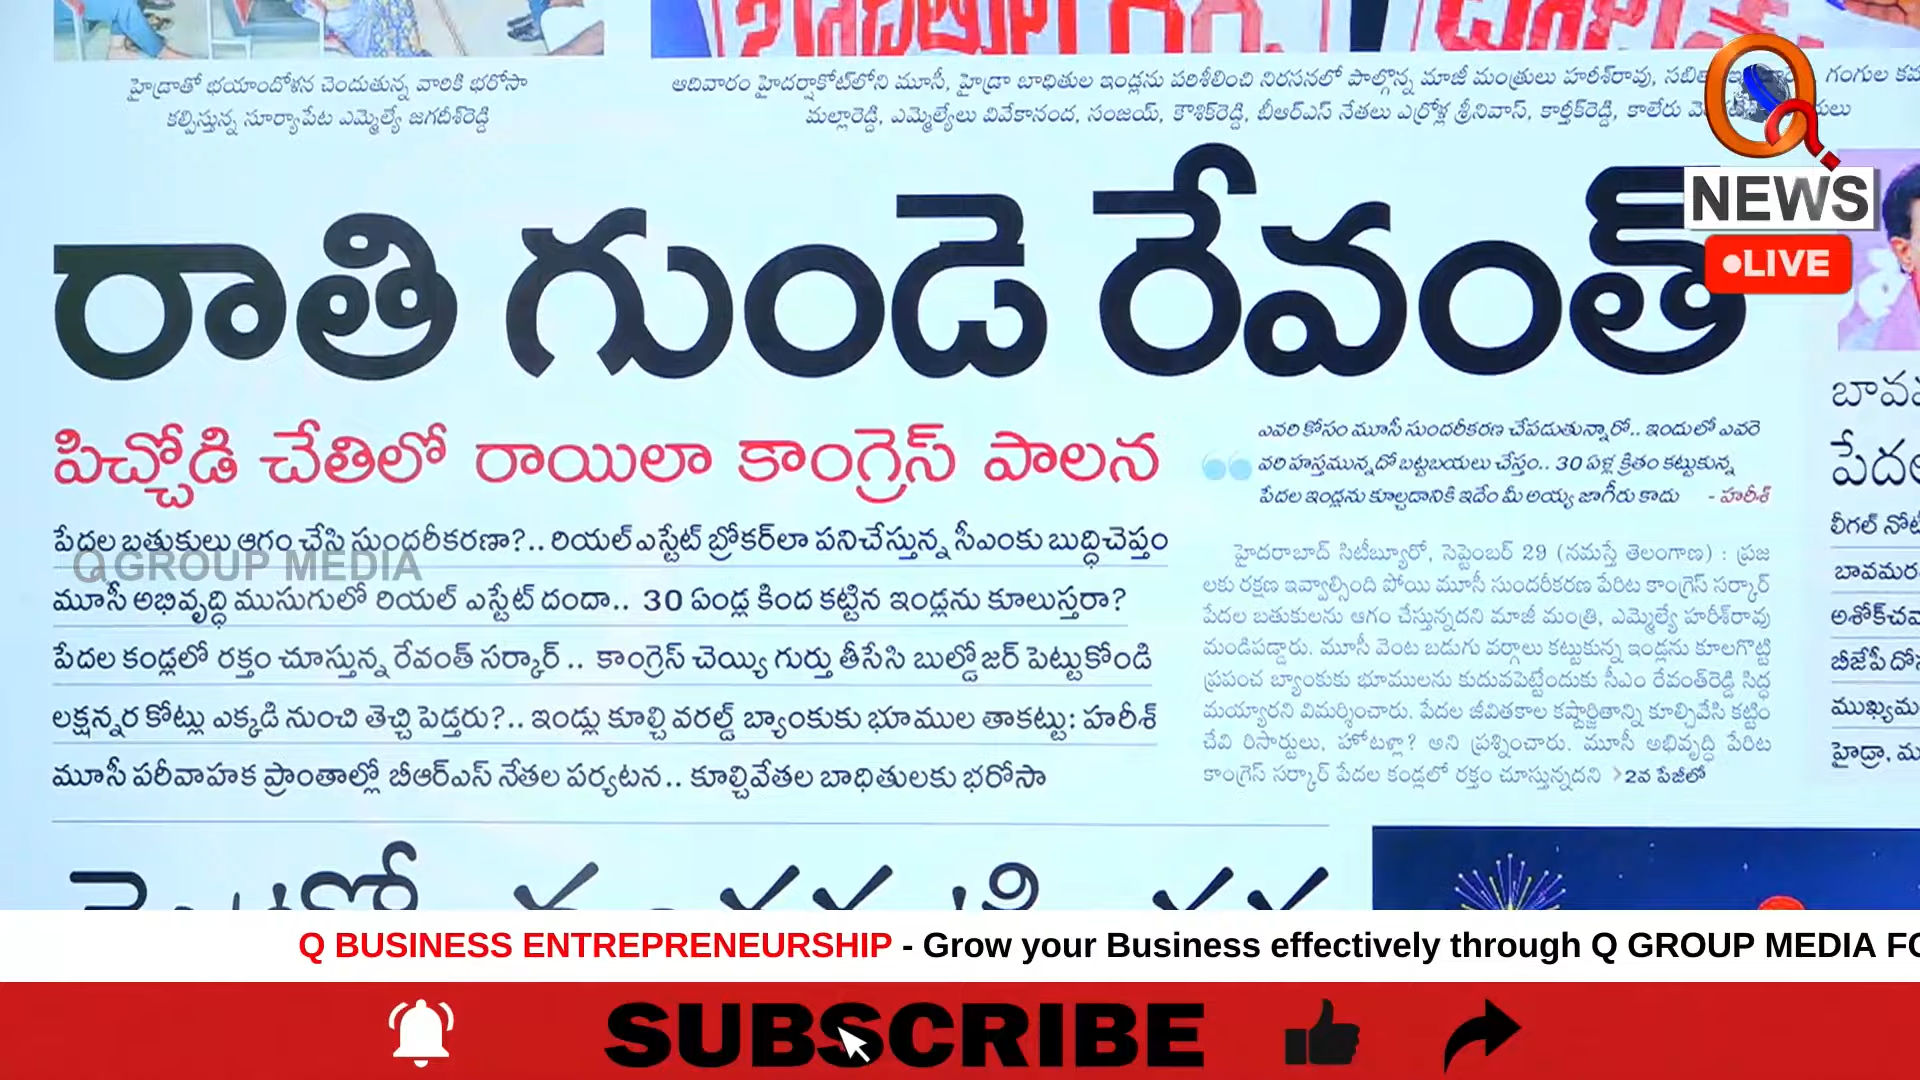 హైడ్రాతో భయాందోళన చెందుతున్న వారికి భరోసా
కల్పిస్తున్న సూర్యాపేట ఎమ్మెల్యే జగదీశ్‌రెడ్డి
ఆదివారం హైదర్షాకోట్‌లోని మూసీ, హైడ్రా బాధితుల ఇండ్లను పరిశీలించి నిరసనలో పాల్గొన్న మాజీ మంత్రులు హరీశ్‌రావు, గంగుల
మల్లారెడ్డి, ఎమ్మెల్యేలు వివేకానంద, సంజయ్, కౌశిక్‌రెడ్డి, బీఆర్ఎస్ నేతలు ఎర్రోళ్ల శ్రీనివాస్, కార్తీక్‌రెడ్డి, కాలేరు
NEWS
LIVE
రాతి గుండె రేవంత్
పిచ్చోడి చేతిలో రాయిలా కాంగ్రెస్ పాలన
పేదల బతుకులు ఆగం చేసి సుందరీకరణా?.. రియల్ ఎస్టేట్ బ్రోకర్‌లా పనిచేస్తున్న సీఎంకు బుద్ధిచెప్తం
మూసీ అభివృద్ధి ముసుగులో రియల్ ఎస్టేట్ దందా.. 30 ఏండ్ల కింద కట్టిన ఇండ్లను కూలుస్తరా?
పేదల కండ్లలో రక్తం చూస్తున్న రేవంత్ సర్కార్.. కాంగ్రెస్ చెయ్యి గుర్తు తీసేసి బుల్డోజర్ పెట్టుకోండి
లక్షన్నర కోట్లు ఎక్కడి నుంచి తెచ్చి పెడ్తరు?.. ఇండ్లు కూల్చి వరల్డ్ బ్యాంకుకు భూముల తాకట్టు: హరీశ్
మూసీ పరీవాహక ప్రాంతాల్లో బీఆర్ఎస్ నేతల పర్యటన.. కూల్చివేతల బాధితులకు భరోసా
Q GROUP MEDIA
ఎవరి కోసం మూసీ సుందరీకరణ చేపడుతున్నారో.. ఇందులో ఎవరె
వరి హస్తమున్నదో బట్టబయలు చేస్తం.. 30 ఏళ్ల క్రితం కట్టుకున్న
పేదల ఇండ్లను కూల్చడానికి ఇదేం మీ అయ్య జాగీరు కాదు - హరీశ్
హైదరాబాద్ సిటీబ్యూరో, సెప్టెంబర్ 29 (నమస్తే తెలంగాణ) : ప్రజ
లకు రక్షణ ఇవ్వాల్సింది పోయి మూసీ సుందరీకరణ పేరిట కాంగ్రెస్ సర్కార్
పేదల బతుకులను ఆగం చేస్తున్నదని మాజీ మంత్రి, ఎమ్మెల్యే హరీశ్‌రావు
మండిపడ్డారు. మూసీ వెంట బడుగు వర్గాలు కట్టుకున్న ఇండ్లను కూలగొట్టి
ప్రపంచ బ్యాంకుకు భూములను కుదువపెట్టేందుకు సీఎం రేవంత్‌రెడ్డి సిద్ధ
మయ్యారని విమర్శించారు. పేదల జీవితకాల కష్టార్జితాన్ని కూల్చివేసి కట్టిం
చేవి రిసార్టులు, హోటళ్లా? అని ప్రశ్నించారు. మూసీ అభివృద్ధి పేరిట
కాంగ్రెస్ సర్కార్ పేదల కండ్లలో రక్తం చూస్తున్నదని >2వ పేజీలో
లీగల్
హైడ్రా,
Q BUSINESS ENTREPRENEURSHIP - Grow your Business effectively through Q GROUP MEDIA
SUBSCRIBE